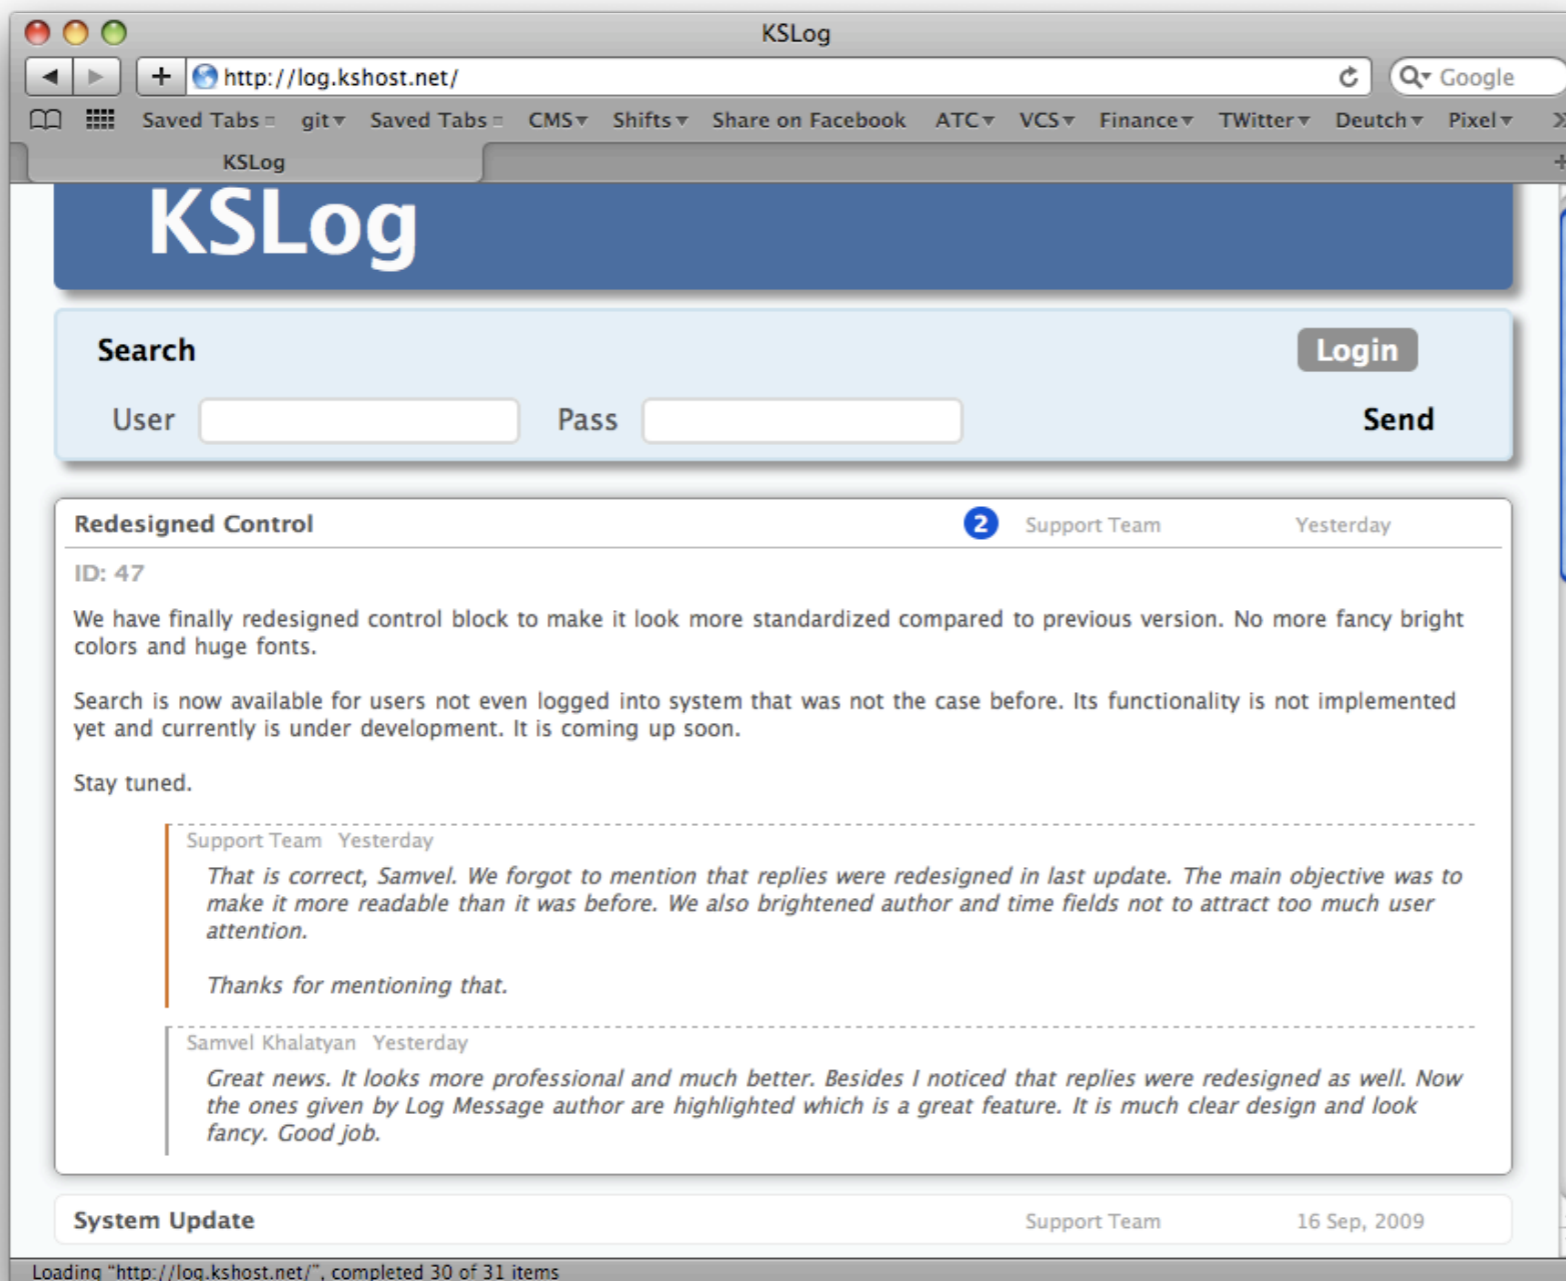 KSLog
http://log.kshost.net/
Google
Saved Tabs git Saved Tabs CMS Shifts Share on Facebook ATC VCS Finance TWitter Deutch Pixel
KSLog
KSLog
Search
Login
User
Pass
Send
Redesigned Control 2 Support Team Yesterday
ID: 47
We have finally redesigned control block to make it look more standardized compared to previous version. No more fancy bright
colors and huge fonts.
Search is now available for users not even logged into system that was not the case before. Its functionality is not implemented
yet and currently is under development. It is coming up soon.
Stay tuned.
Support Team Yesterday
That is correct, Samvel. We forgot to mention that replies were redesigned in last update. The main objective was to
make it more readable than it was before. We also brightened author and time fields not to attract too much user
attention.
Thanks for mentioning that.
Samvel Khalatyan Yesterday
Great news. It looks more professional and much better. Besides I noticed that replies were redesigned as well. Now
the ones given by Log Message author are highlighted which is a great feature. It is much clear design and look
fancy. Good job.
System Update Support Team 16 Sep, 2009
Loading "http://log.kshost.net/", completed 30 of 31 items